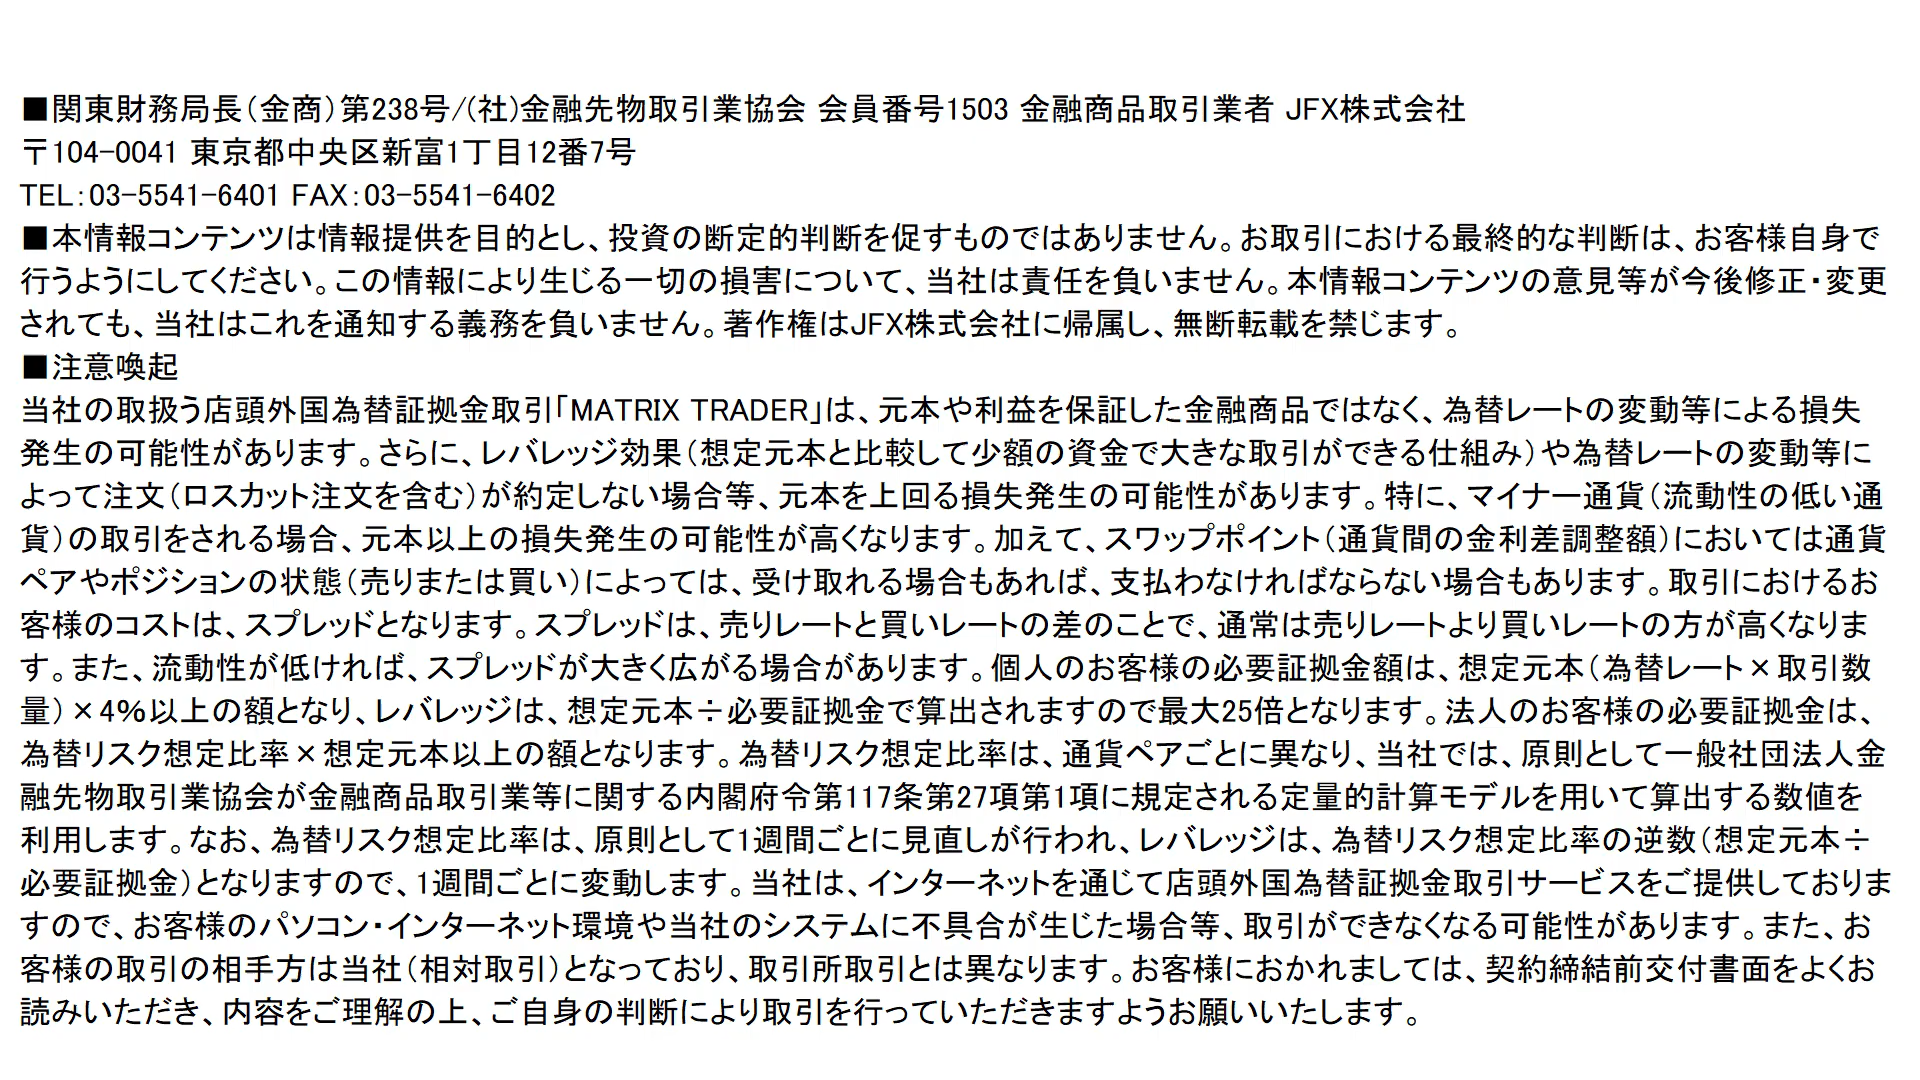 ■関東財務局長（金商）第238号/(社)金融先物取引業協会 会員番号1503 金融商品取引業者 JFX株式会社
〒104-0041 東京都中央区新富1丁目12番7号
TEL：03-5541-6401 FAX：03-5541-6402
■本情報コンテンツは情報提供を目的とし、投資の断定的判断を促すものではありません。お取引における最終的な判断は、お客様自身で
行うようにしてください。この情報により生じる一切の損害について、当社は責任を負いません。本情報コンテンツの意見等が今後修正・変更
されても、当社はこれを通知する義務を負いません。著作権はJFX株式会社に帰属し、無断転載を禁じます。
■注意喚起
当社の取扱う店頭外国為替証拠金取引「MATRIX TRADER」は、元本や利益を保証した金融商品ではなく、為替レートの変動等による損失
発生の可能性があります。さらに、レバレッジ効果（想定元本と比較して少額の資金で大きな取引ができる仕組み）や為替レートの変動等に
よって注文（ロスカット注文を含む）が約定しない場合等、元本を上回る損失発生の可能性があります。特に、マイナー通貨（流動性の低い通
貨）の取引をされる場合、元本以上の損失発生の可能性が高くなります。加えて、スワップポイント（通貨間の金利差調整額）においては通貨
ペアやポジションの状態（売りまたは買い）によっては、受け取れる場合もあれば、支払わなければならない場合もあります。取引におけるお
客様のコストは、スプレッドとなります。スプレッドは、売りレートと買いレートの差のことで、通常は売りレートより買いレートの方が高くなりま
す。また、流動性が低ければ、スプレッドが大きく広がる場合があります。個人のお客様の必要証拠金額は、想定元本（為替レート×取引数
量）×4％以上の額となり、レバレッジは、想定元本÷必要証拠金で算出されますので最大25倍となります。法人のお客様の必要証拠金は、
為替リスク想定比率×想定元本以上の額となります。為替リスク想定比率は、通貨ペアごとに異なり、当社では、原則として一般社団法人金
融先物取引業協会が金融商品取引業等に関する内閣府令第117条第27項第1項に規定される定量的計算モデルを用いて算出する数値を
利用します。なお、為替リスク想定比率は、原則として1週間ごとに見直しが行われ、レバレッジは、為替リスク想定比率の逆数（想定元本÷
必要証拠金）となりますので、1週間ごとに変動します。当社は、インターネットを通じて店頭外国為替証拠金取引サービスをご提供しておりま
すので、お客様のパソコン・インターネット環境や当社のシステムに不具合が生じた場合等、取引ができなくなる可能性があります。また、お
客様の取引の相手方は当社（相対取引）となっており、取引所取引とは異なります。お客様におかれましては、契約締結前交付書面をよくお
読みいただき、内容をご理解の上、ご自身の判断により取引を行っていただきますようお願いいたします。